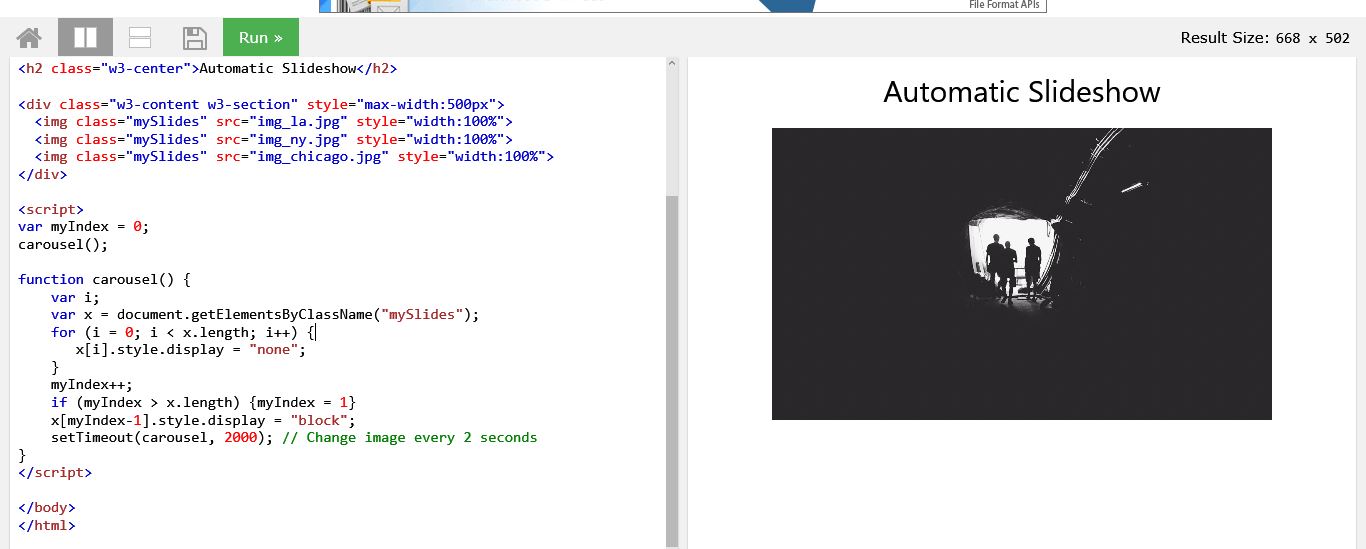 File Format APIs
Run »
Result Size: 668 x 502
<h2 class="w3-center">Automatic Slideshow</h2>
<div class="w3-content w3-section" style="max-width:500px">
  <img class="mySlides" src="img_la.jpg" style="width:100%">
  <img class="mySlides" src="img_ny.jpg" style="width:100%">
  <img class="mySlides" src="img_chicago.jpg" style="width:100%">
</div>
<script>
var myIndex = 0;
carousel();
function carousel() {
    var i;
    var x = document.getElementsByClassName("mySlides");
    for (i = 0; i < x.length; i++) {
       x[i].style.display = "none";
    }
    myIndex++;
    if (myIndex > x.length) {myIndex = 1}
    x[myIndex-1].style.display = "block";
    setTimeout(carousel, 2000); // Change image every 2 seconds
}
</script>
</body>
</html>
Automatic Slideshow